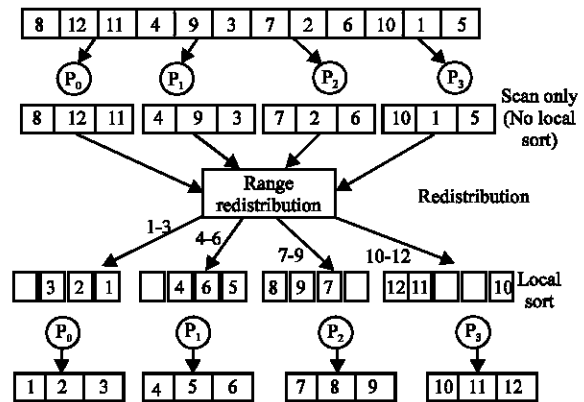 8 12 11 4 9 3 7 2 6 10 1 5
P0 P1 P2 P3
Scan only
(No local
sort)
8 12 11 4 9 3 7 2 6 10 1 5
Range
redistribution
Redistribution
1-3 4-6 7-9 10-12
3 2 1 4 6 5 8 9 7 12 11 10
Local
sort
P0 P1 P2 P3
1 2 3 4 5 6 7 8 9 10 11 12